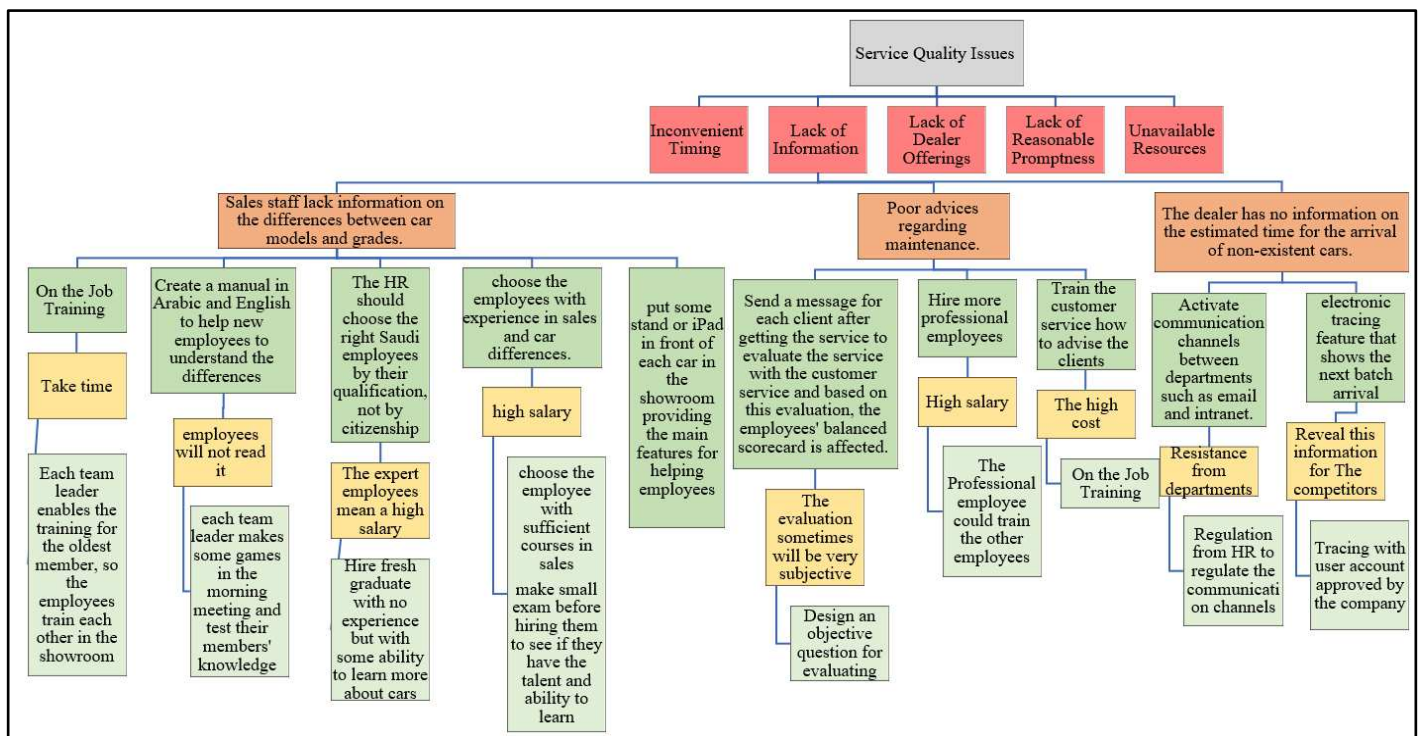 Service Quality Issues
Inconvenient
Timing
Lack of
Information
Lack of
Dealer
Offerings
Lack of
Reasonable
Promptness
Unavailable
Resources
Sales staff lack information on
the differences between car
models and grades.
Poor advices
regarding
maintenance.
The dealer has no information on
the estimated time for the arrival
of non-existent cars.
On the Job
Training
Create a manual in
Arabic and English
to help new
employees to
understand the
differences
The HR
should
choose the
right Saudi
employees
by their
qualification,
not by
citizenship
choose the
employees with
experience in sales
and car
differences.
put some
stand or iPad
in front of
each car in
the
showroom
providing
the main
features for
helping
employees
Send a message for
each client after
getting the service to
evaluate the service
with the customer
service and based on
this evaluation, the
employees' balanced
scorecard is affected.
Hire more
professional
employees
Train the
customer
service how
to advise the
clients
Activate
communication
channels
between
departments
such as email
and intranet.
electronic
tracing
feature that
shows the
next batch
arrival
Take time
employees
will not read
it
The expert
employees
mean a high
salary
high salary
The
evaluation
sometimes
will be very
subjective
High salary
The high
cost
Resistance
from
departments
Reveal this
information
for The
competitors
Each team
leader
enables the
training for
the oldest
member, so
the
employees
train each
other in the
showroom
each team
leader makes
some games
in the
morning
meeting and
test their
members'
knowledge
Hire fresh
graduate
with no
experience
but with
some ability
to learn more
about cars
choose the
employee
with
sufficient
courses in
sales
make small
exam before
hiring them
to see if they
have the
talent and
ability to
learn
Design an
objective
question for
evaluating
The
Professional
employee
could train
the other
employees
On the Job
Training
Regulation
from HR to
regulate the
communicati
on channels
Tracing with
user account
approved by
the company